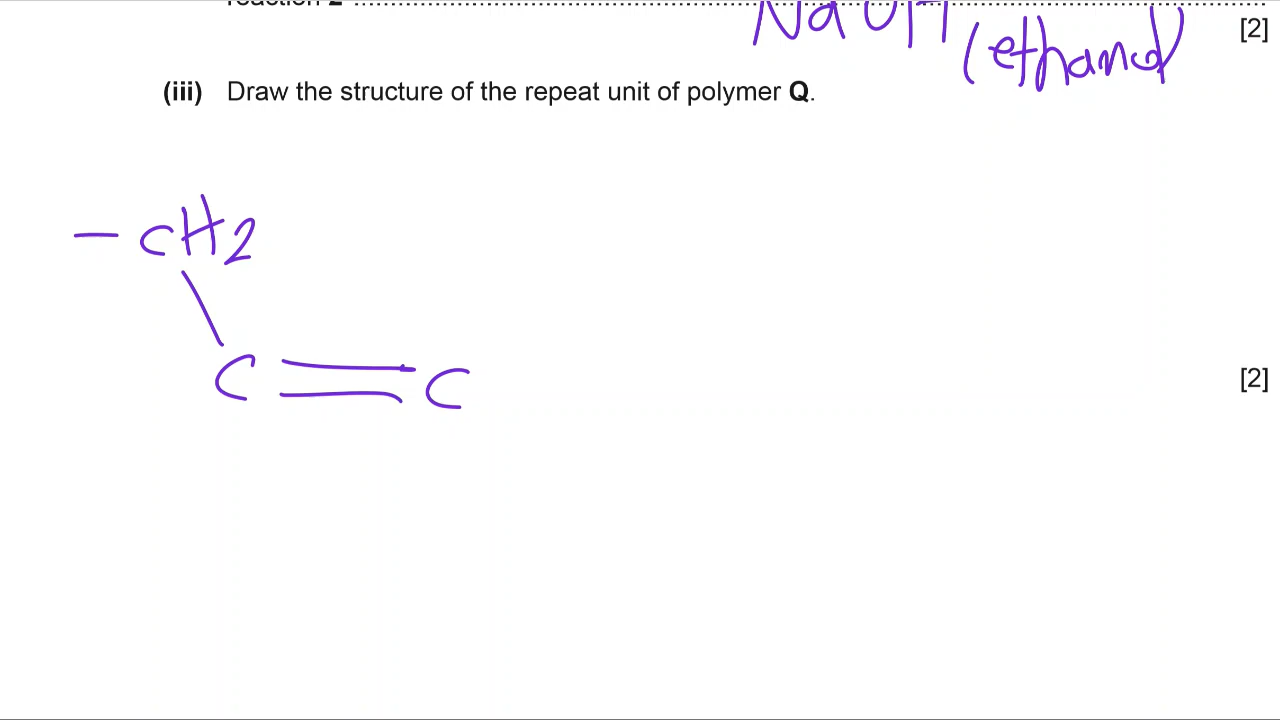 reaction 2
NaOH
(ethanol
[2]
(iii) Draw the structure of the repeat unit of polymer Q.
– CH2
C = C
[2]